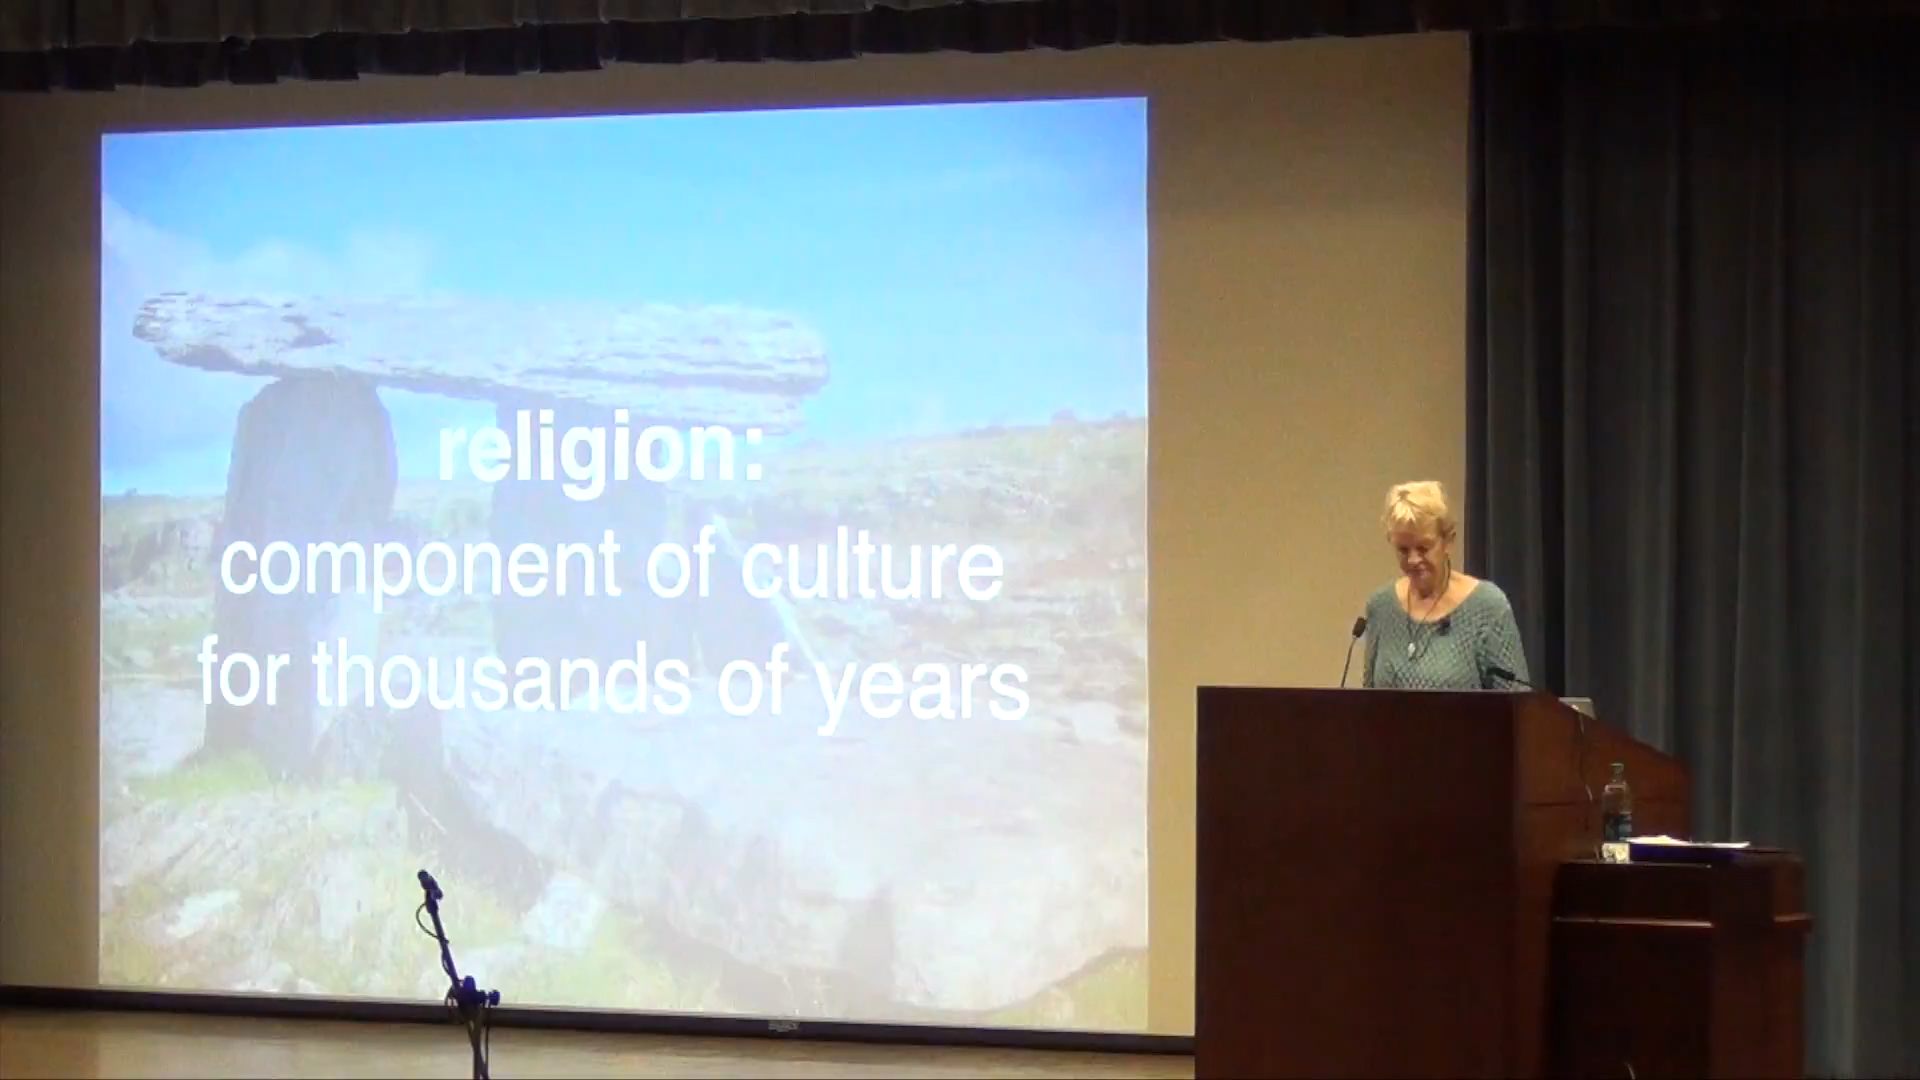 religion:
component of culture
for thousands of years